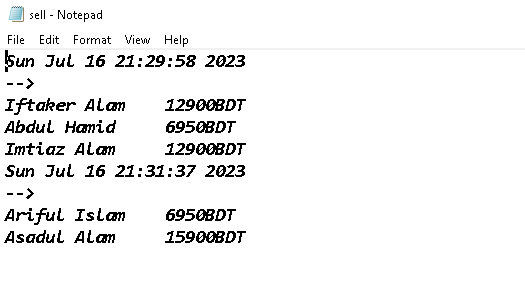 sell - Notepad
File Edit Format View Help
Sun Jul 16 21:29:58 2023
-->
Iftaker Alam 12900BDT
Abdul Hamid 6950BDT
Imtiaz Alam 12900BDT
Sun Jul 16 21:31:37 2023
-->
Ariful Islam 6950BDT
Asadul Alam 15900BDT